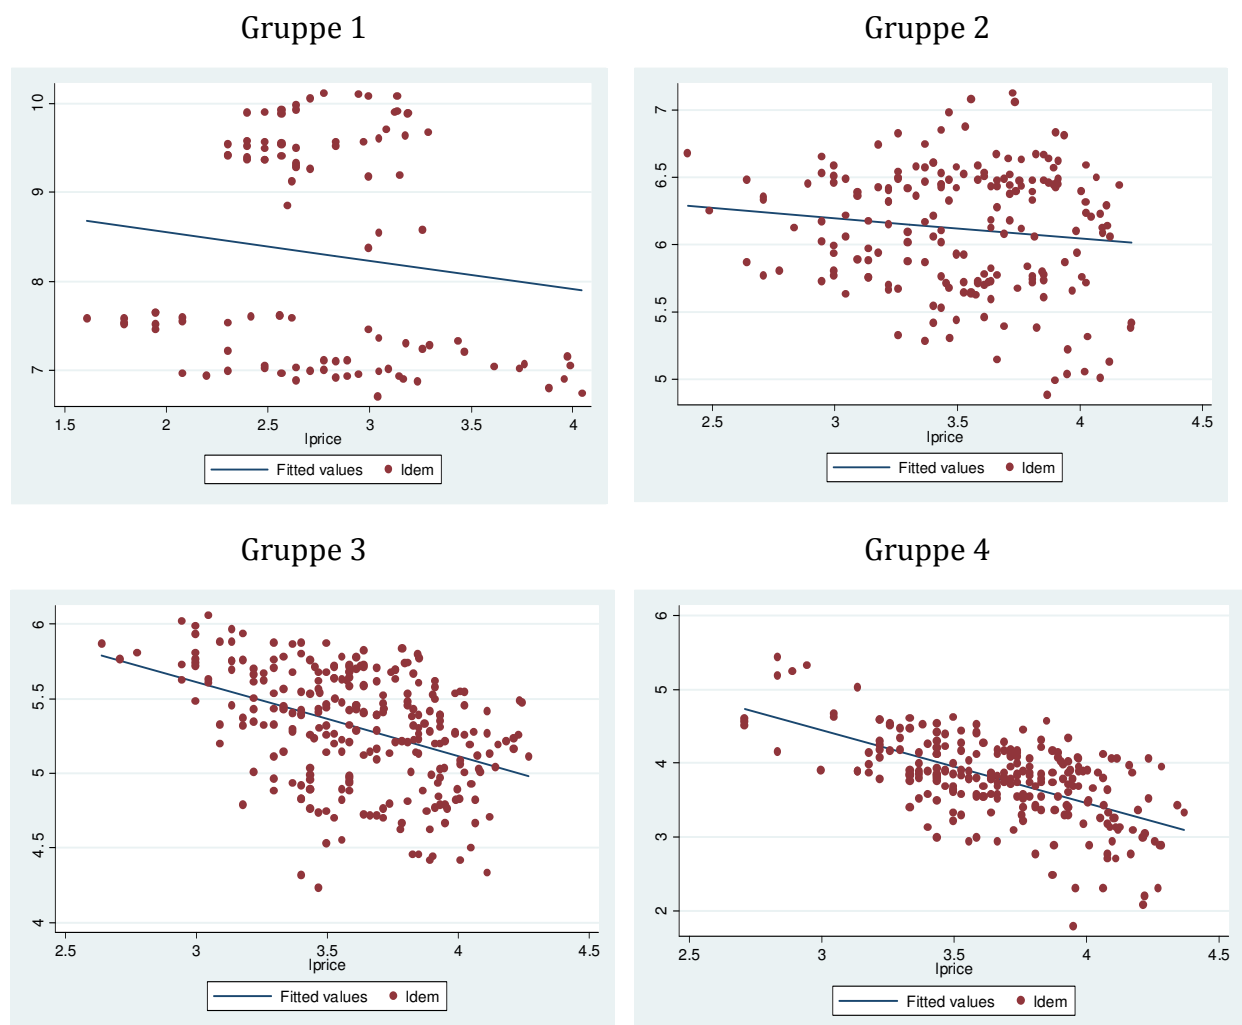 Gruppe 1
Gruppe 2
10
9
8
7
1.5 2 2.5 3 3.5 4
lprice
Fitted values ldem
7
6.5
6
5.5
5
2.5 3 3.5 4 4.5
lprice
Fitted values ldem
Gruppe 3
Gruppe 4
6
5.5
5
4.5
4
2.5 3 3.5 4 4.5
lprice
Fitted values ldem
6
5
4
3
2
2.5 3 3.5 4 4.5
lprice
Fitted values ldem